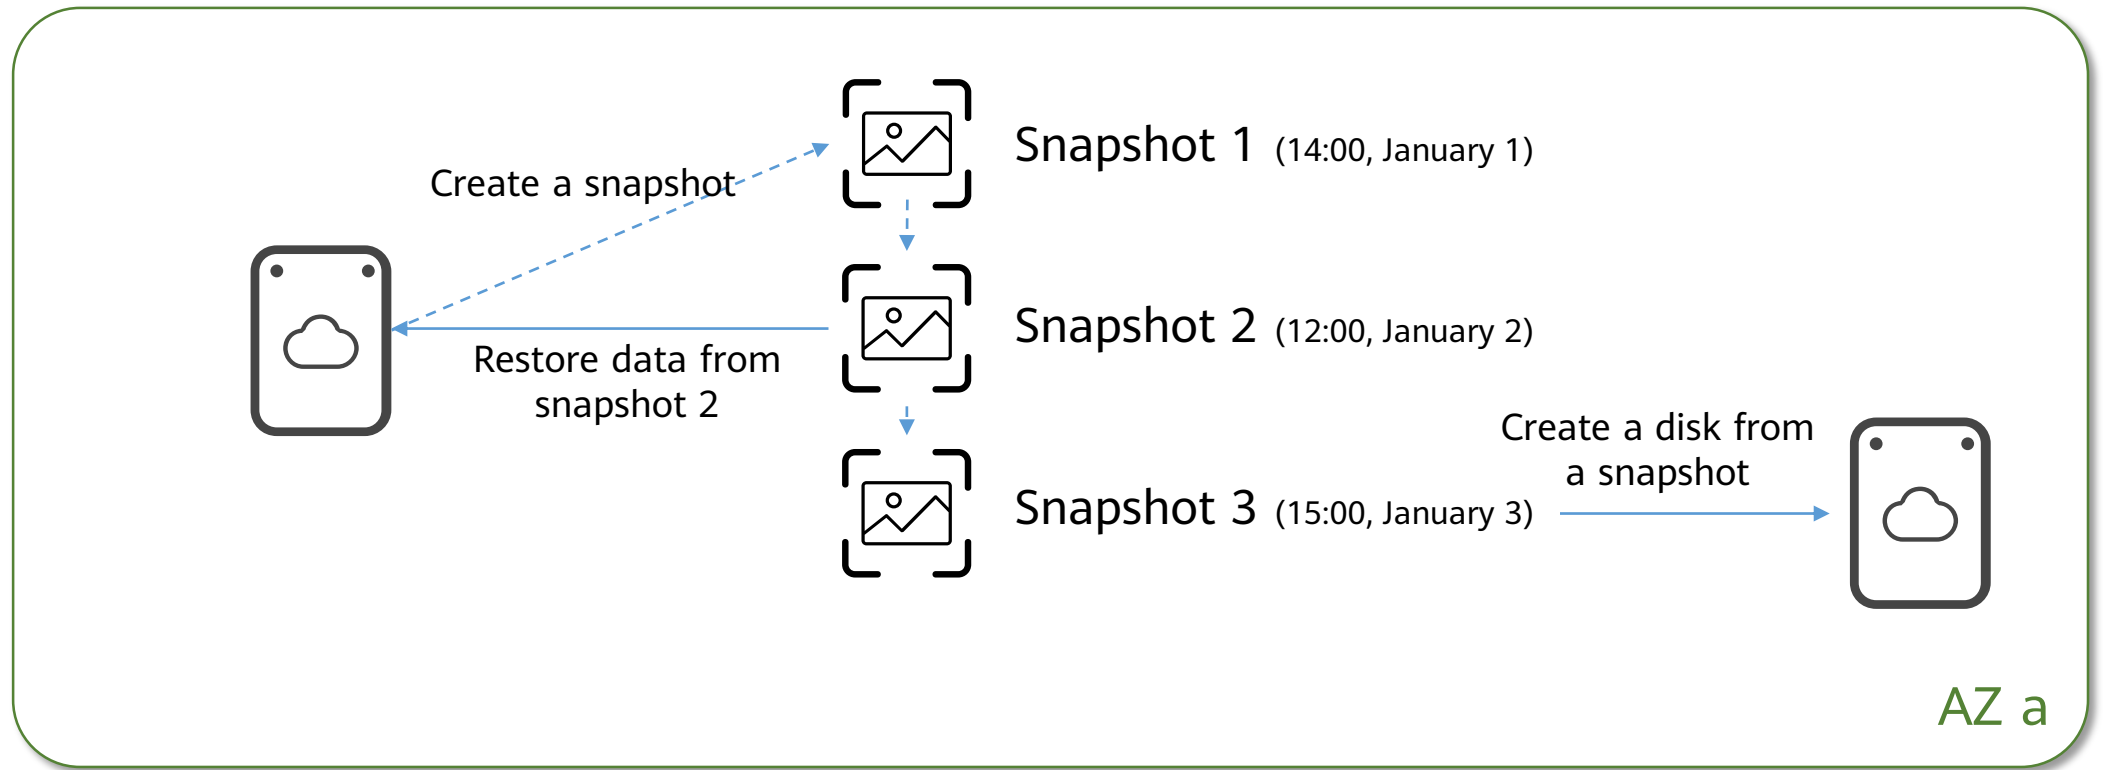 Snapshot 1 (14:00, January 1)
Create a snapshot
Snapshot 2 (12:00, January 2)
Restore data from
snapshot 2
Create a disk from
a snapshot
Snapshot 3 (15:00, January 3)
AZ a